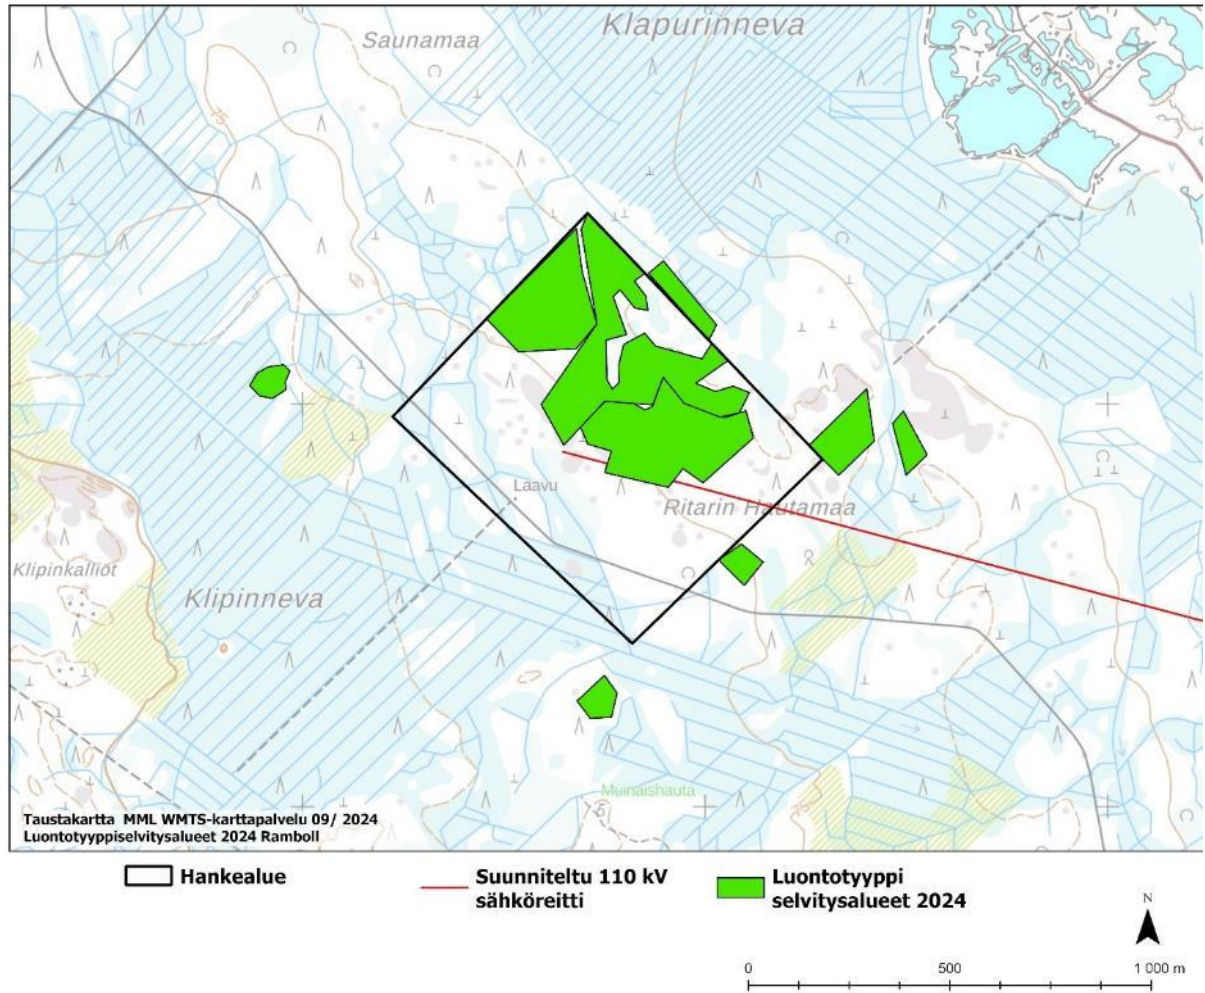 Klapurinneva
Saunamaa
Laavu
Ritarin Hautamaa
Klipinkalliot
Klipinneva
Muinaishauta
Taustakartta MML WMTS-karttapalvelu 09/ 2024
Luontotyyppiselvitysalueet 2024 Ramboll
Hankealue
Suunniteltu 110 kV
sähköreitti
Luontotyyppi
selvitysalueet 2024
N
0 500 1 000 m